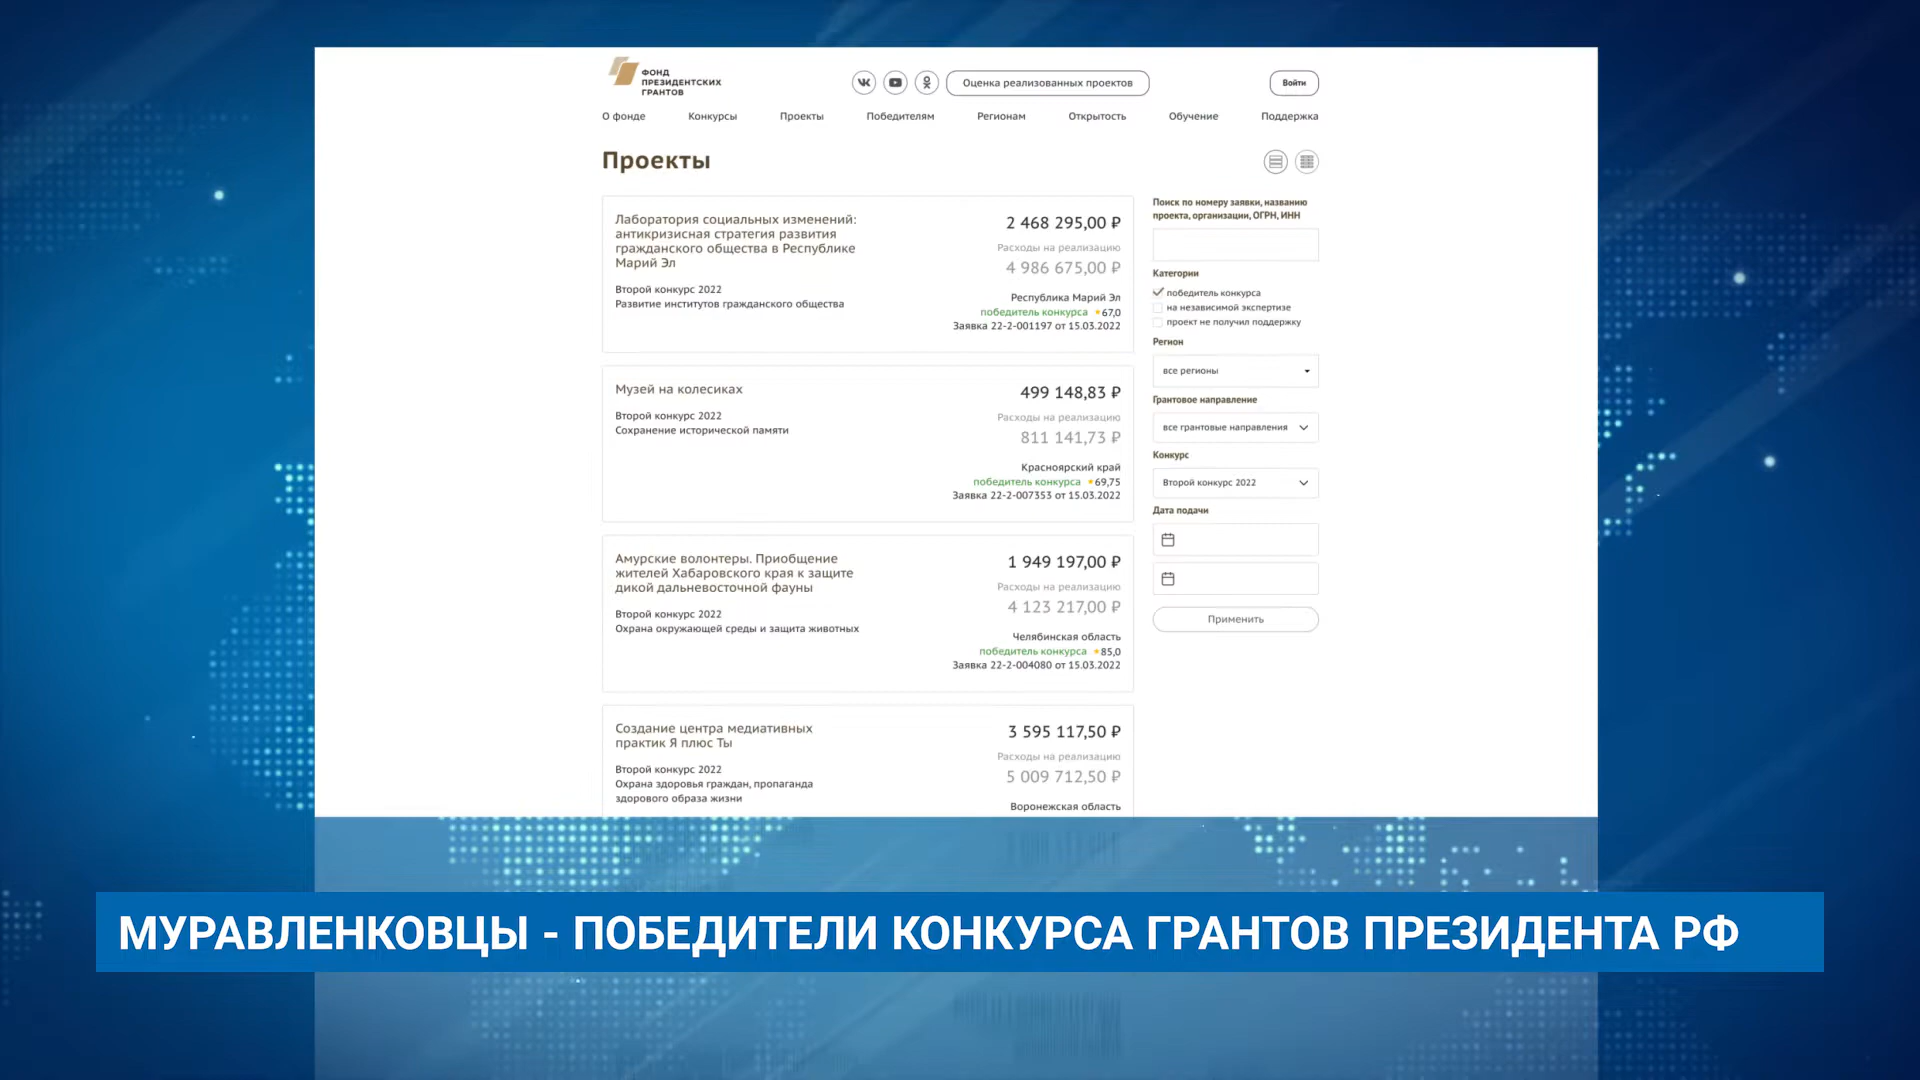 ФОНД
ПРЕЗИДЕНТСКИХ
ГРАНТОВ
Оценка реализованных проектов
Войти
О фонде Конкурсы Проекты Победителям Регионам Открытость Обучение Поддержка
Проекты
Лаборатория социальных изменений:
антикризисная стратегия развития
гражданского общества в Республике
Марий Эл
Второй конкурс 2022
Развитие институтов гражданского общества
2 468 295,00 ₽
Расходы на реализацию
4 986 675,00 ₽
Республика Марий Эл
победитель конкурса 67,0
Заявка 22-2-001197 от 15.03.2022
Музей на колесиках
Второй конкурс 2022
Сохранение исторической памяти
499 148,83 ₽
Расходы на реализацию
811 141,73 ₽
Красноярский край
победитель конкурса 69,75
Заявка 22-2-007353 от 15.03.2022
Амурские волонтеры. Приобщение
жителей Хабаровского края к защите
дикой дальневосточной фауны
Второй конкурс 2022
Охрана окружающей среды и защита животных
1 949 197,00 ₽
Расходы на реализацию
4 123 217,00 ₽
Челябинская область
победитель конкурса 85,0
Заявка 22-2-004080 от 15.03.2022
Создание центра медиативных
практик Я плюс Ты
Второй конкурс 2022
Охрана здоровья граждан, пропаганда
здорового образа жизни
3 595 117,50 ₽
Расходы на реализацию
5 009 712,50 ₽
Воронежская область
Поиск по номеру заявки, названию
проекта, организации, ОГРН, ИНН
Категории
победитель конкурса
на независимой экспертизе
проект не получил поддержку
Регион
все регионы
Грантовое направление
все грантовые направления
Конкурс
Второй конкурс 2022
Дата подачи
Применить
МУРАВЛЕНКОВЦЫ - ПОБЕДИТЕЛИ КОНКУРСА ГРАНТОВ ПРЕЗИДЕНТА РФ